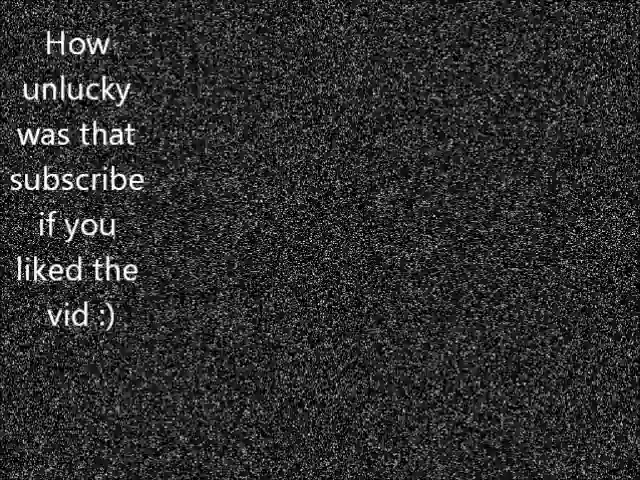 How
unlucky
was that
subscribe
if you
liked the
vid :)